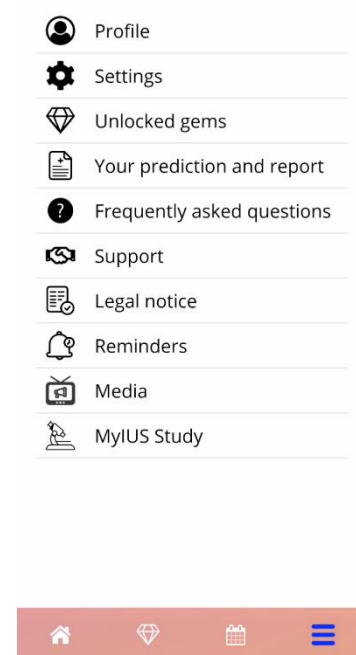 Profile
Settings
Unlocked gems
Your prediction and report
Frequently asked questions
Support
Legal notice
Reminders
Media
MyIUS Study